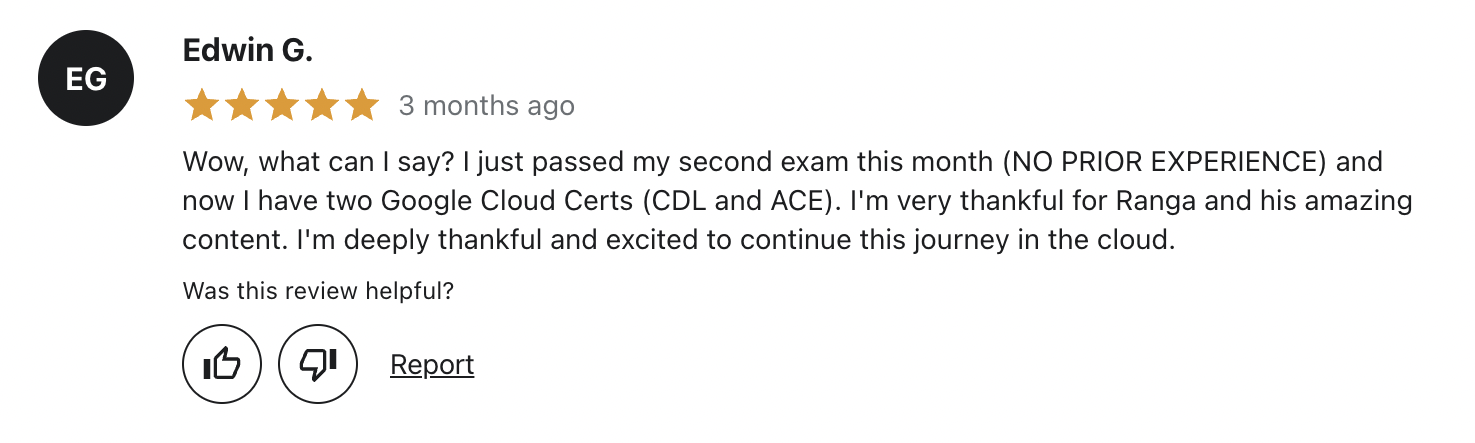 EG
Edwin G.
3 months ago
Wow, what can I say? I just passed my second exam this month (NO PRIOR EXPERIENCE) and
now I have two Google Cloud Certs (CDL and ACE). I'm very thankful for Ranga and his amazing
content. I'm deeply thankful and excited to continue this journey in the cloud.
Was this review helpful?
Report